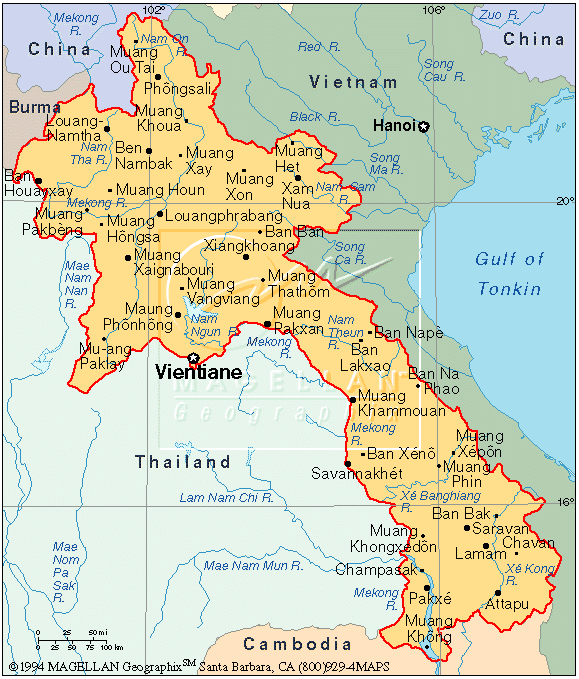 102°
106°
Mekong
R.
China
Nam Ou
R.
Muang
Ou Tai
Phôngsali
Red R.
Song
Cau R.
Zuo R.
China
Vietnam
Burma
Louang-
Namtha
Muang
Khoua
Black R.
Hanoi
Nam
Tha R.
Ben
Nambak
Muang
Xay
Muang
Het
Song
Ma R.
Ban
Houayxay
Muang Houn
Muang
Xon
Xam
Nua
Nam Sam
R.
20°
Mekong R.
Muang
Pakbèng
Louangphrabang
Muang
Hôngsa
Ban Ban
Xiangkhoang
Song
Ca R.
Gulf of
Tonkin
Mae
Nam
Nan
R.
Muang
Xaignabouri
Muang
Vangviang
Muang
Thathôm
Maung
Phônhông
Nam
Ngun R.
Muang
Pakxan
Nam
Theun
R.
Ban Napè
Mu-ang
Paklay
Mekong
R.
Ban
Lakxao
Vientiane
Ban Na
Phao
MAGELLAN
Geographix
Muang
Khammouan
Mekong
R.
Thailand
Ban Xénô
Muang
Xépôn
Savannakhét
Muang
Phin
Lam Nam Chi R.
Xé Banghiang
R.
16°
Ban Bak
Saravan
Muang
Khongxedôn
Chavan
Lamam
Mae
Nom
Pa
Sak
R.
Mae Nam Mun R.
Champasak
Xé Kong
R.
Mekong
R.
Pakxé
Attapu
Muang
Không
Cambodia
0 25 50 mi
0 25 50 75 100 km
©1994 MAGELLAN Geographix℠ Santa Barbara, CA (800)929-4MAPS